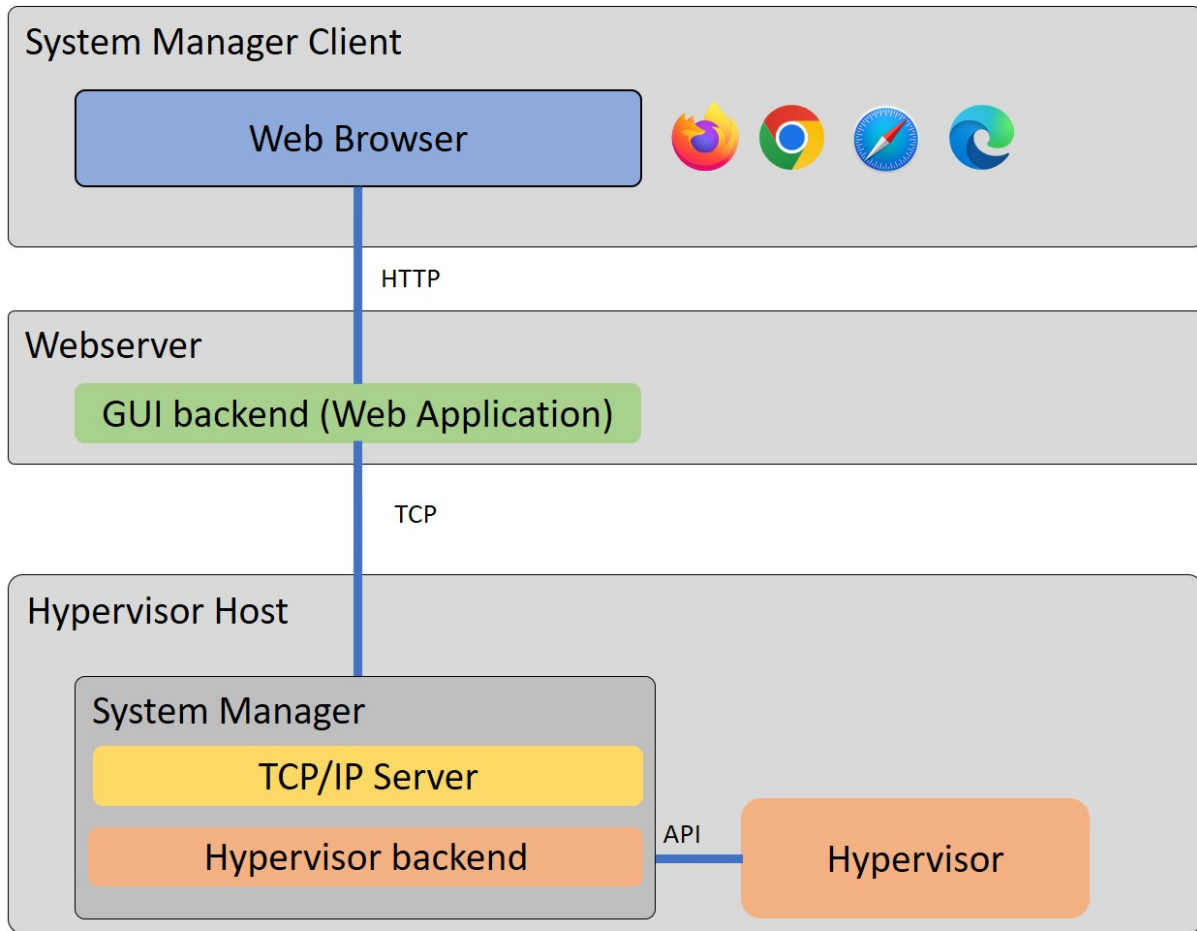 System Manager Client
Web Browser
HTTP
Webserver
GUI backend (Web Application)
TCP
Hypervisor Host
System Manager
TCP/IP Server
Hypervisor backend
API
Hypervisor